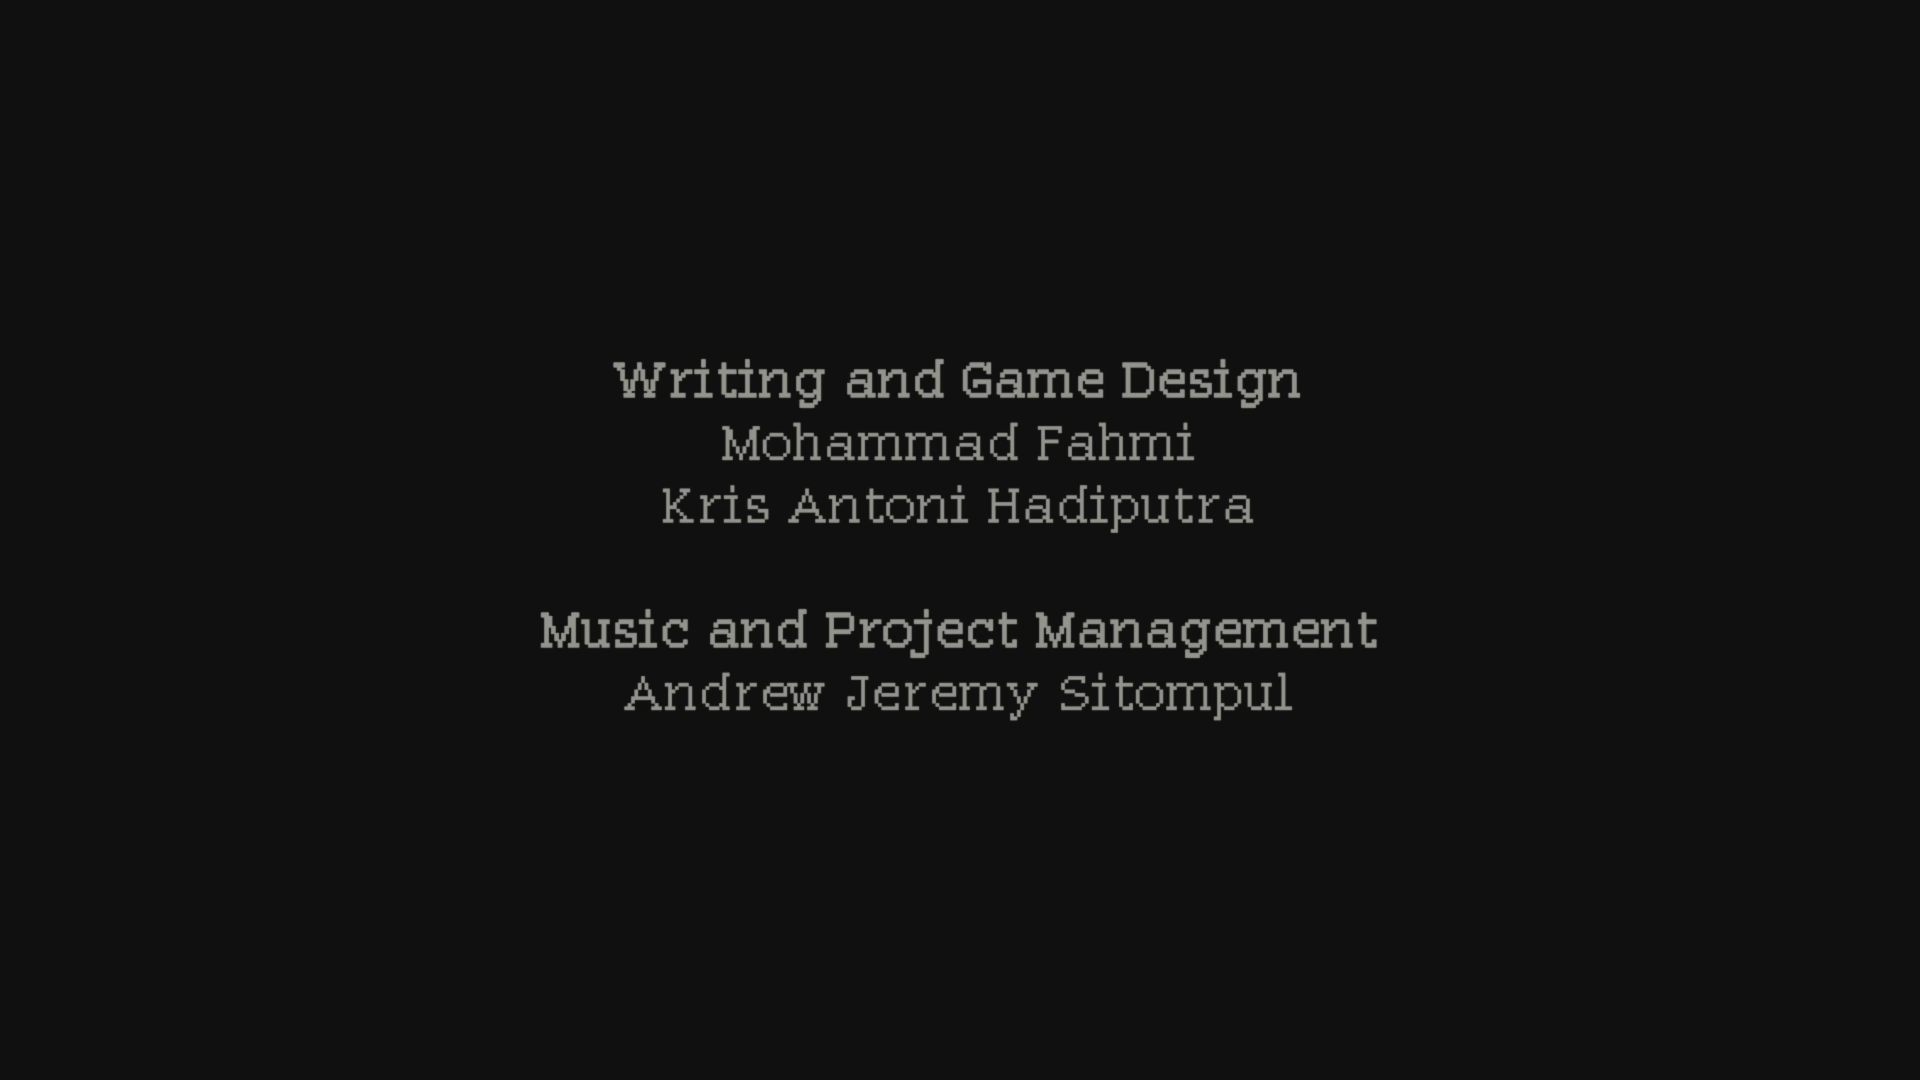 Writing and Game Design
Mohammad Fahmi
Kris Antoni Hadiputra
Music and Project Management
Andrew Jeremy Sitompul